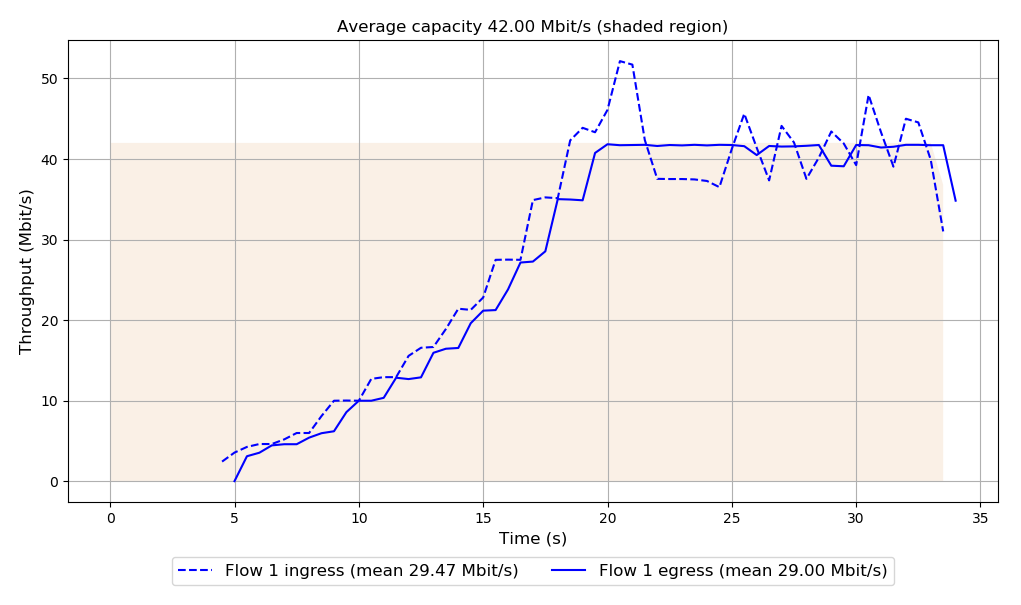 Average capacity 42.00 Mbit/s (shaded region)
Throughput (Mbit/s)
50
40
30
20
10
0
0 5 10 15 20 25 30 35
Time (s)
Flow 1 ingress (mean 29.47 Mbit/s) Flow 1 egress (mean 29.00 Mbit/s)